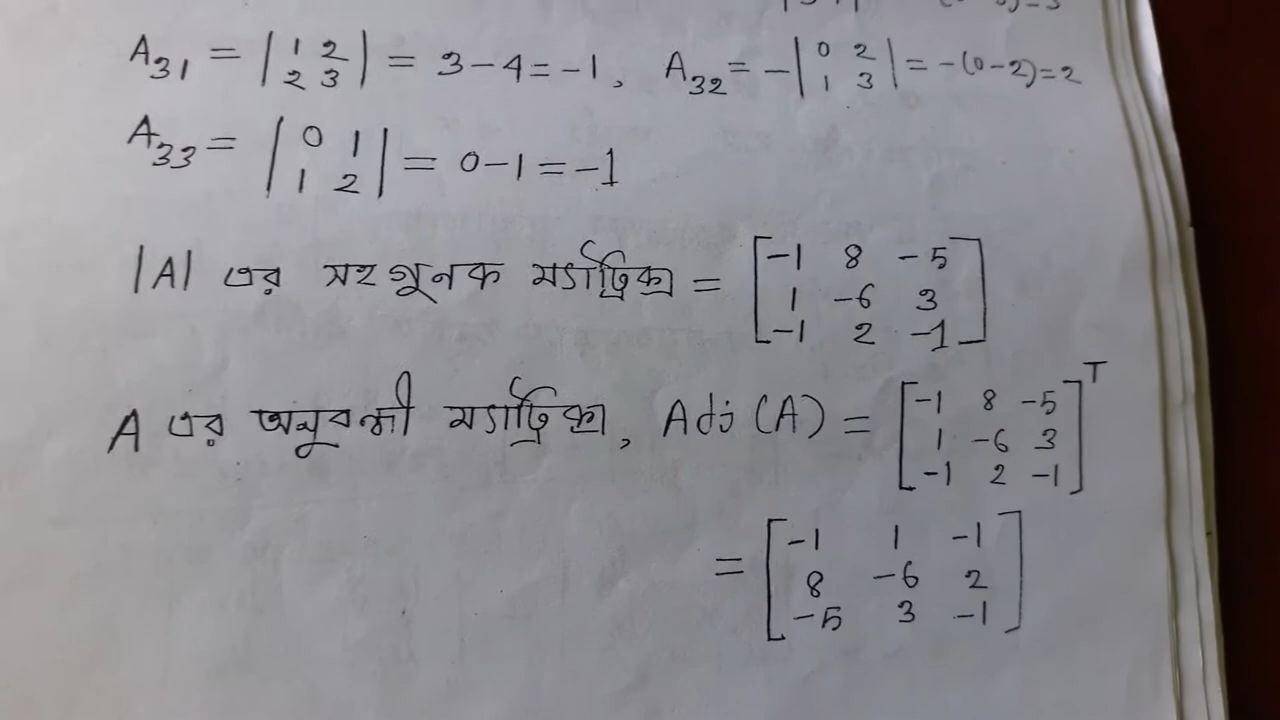 A₃₁ = |1 2; 2 3| = 3-4 = -1, A₃₂ = -|0 2; 1 3| = -(0-2) = 2
A₃₃ = |0 1; 1 2| = 0-1 = -1
|A| এর সহগুনক ম্যাট্রিক্স = [-1 8 -5; 1 -6 3; -1 2 -1]
A এর অনুবন্ধী ম্যাট্রিক্স, Adj (A) = [-1 8 -5; 1 -6 3; -1 2 -1]ᵀ
= [-1 1 -1; 8 -6 2; -5 3 -1]